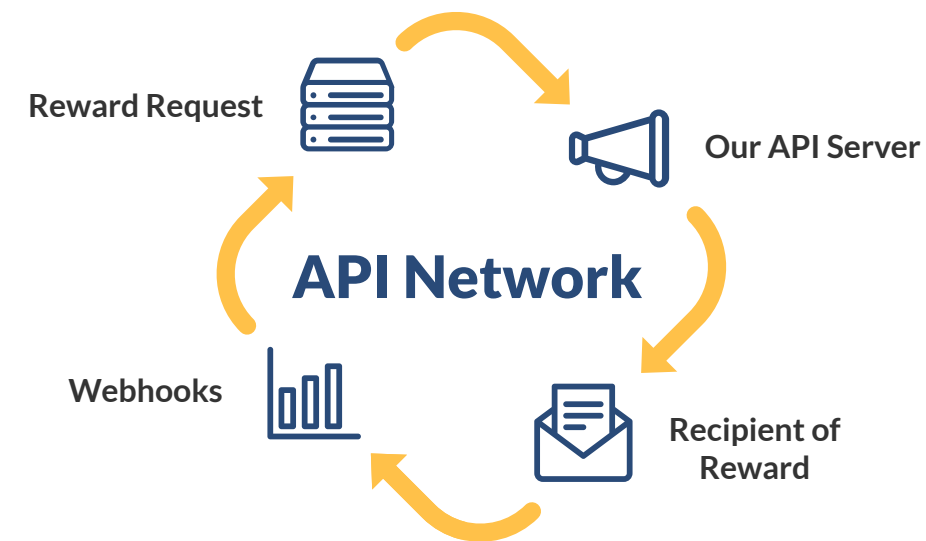 Reward Request
Our API Server
API Network
Webhooks
Recipient of
Reward